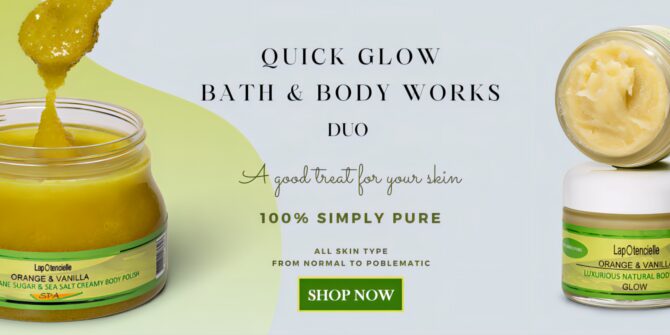 QUICK GLOW
BATH & BODY WORKS
DUO
A good treat for your skin
100% SIMPLY PURE
ALL SKIN TYPE
FROM NORMAL TO POBLEMATIC
SHOP NOW
LapOtencielle
ORANGE & VANILLA
ANE SUGAR & SEA SALT CREAMY BODY POLISH
SPA
LapOtencielle
ORANGE & VANILLA
LUXURIOUS NATURAL BOD
GLOW